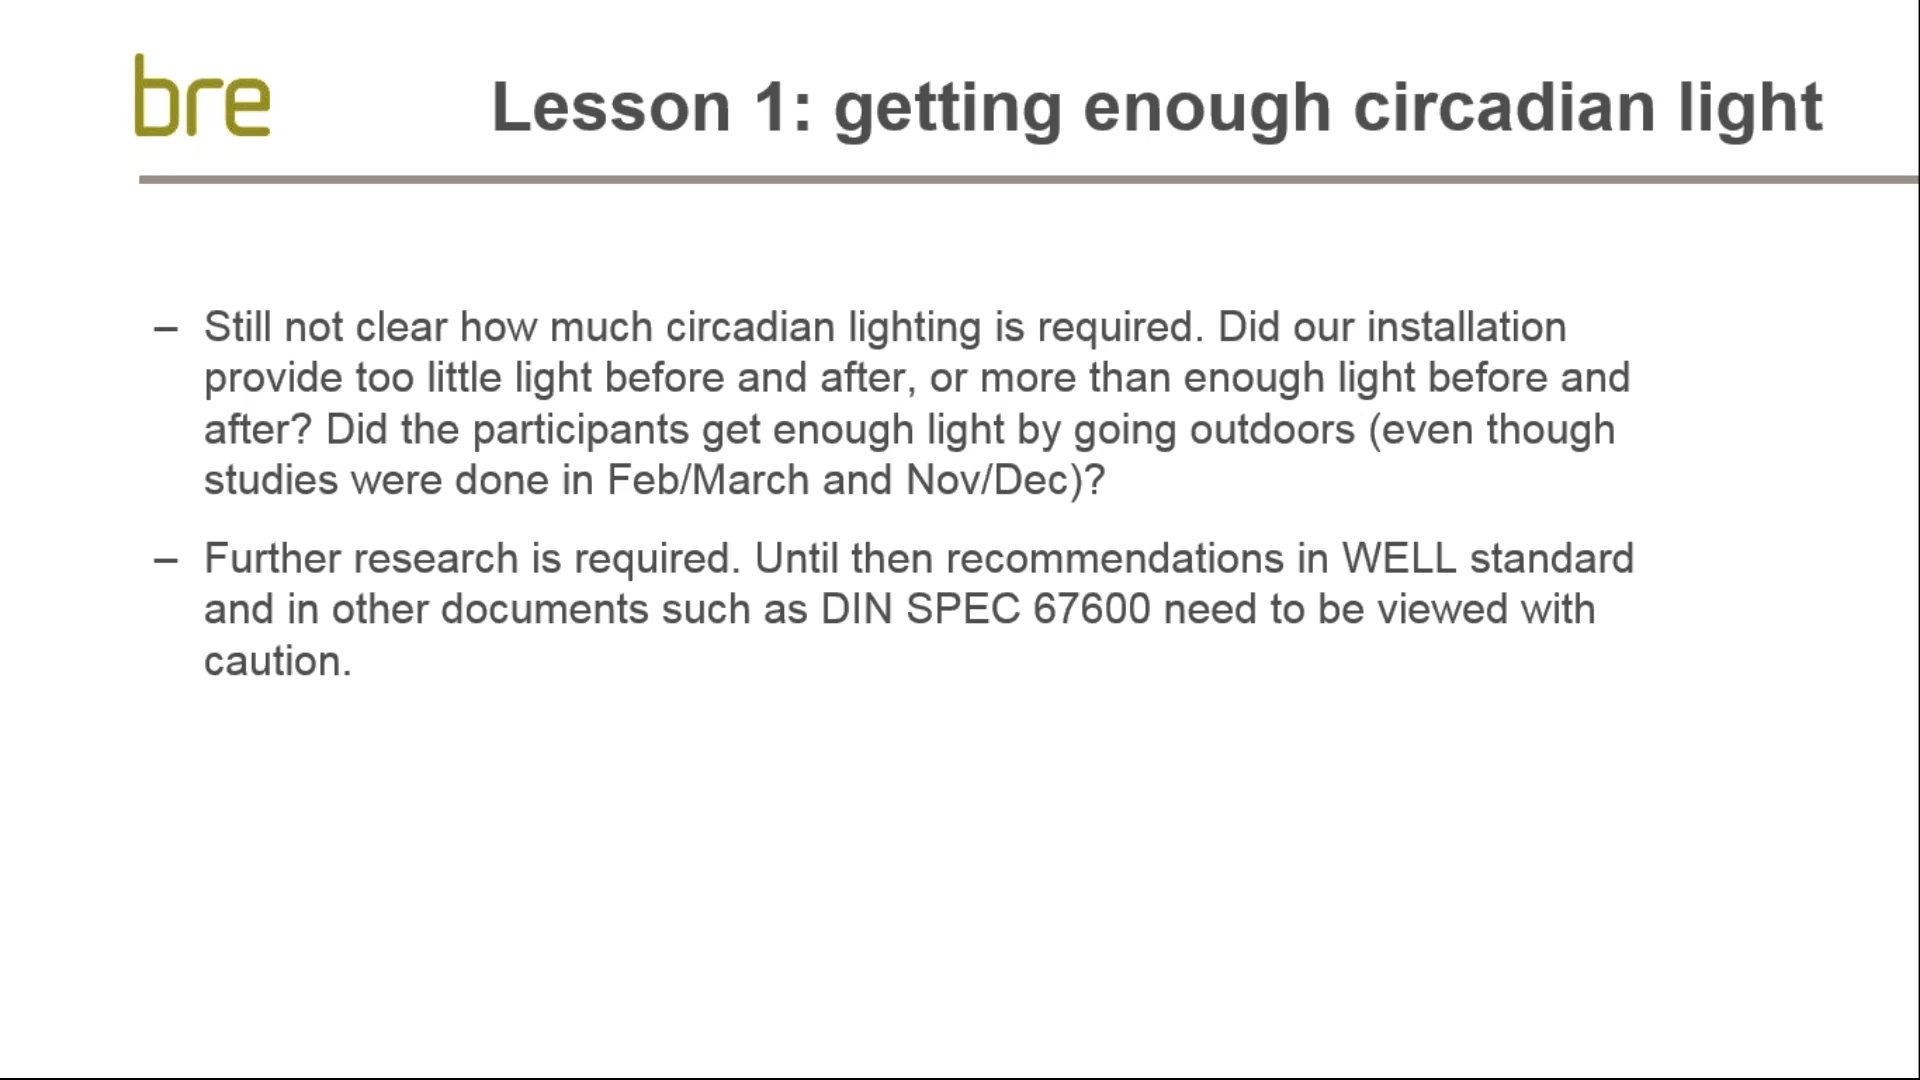 bre
Lesson 1: getting enough circadian light
– Still not clear how much circadian lighting is required. Did our installation
provide too little light before and after, or more than enough light before and
after? Did the participants get enough light by going outdoors (even though
studies were done in Feb/March and Nov/Dec)?
– Further research is required. Until then recommendations in WELL standard
and in other documents such as DIN SPEC 67600 need to be viewed with
caution.